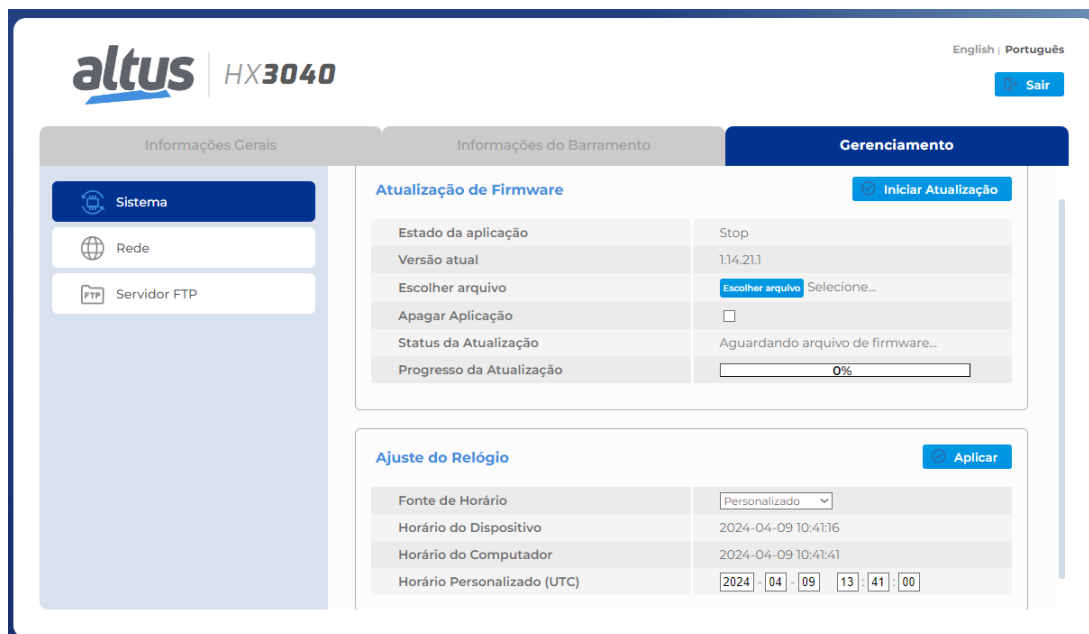 English | Português
altus HX3040
Sair
Informações Gerais Informações do Barramento Gerenciamento
Sistema
Rede
FTP Servidor FTP
Atualização de Firmware Iniciar Atualização
Estado da aplicação Stop
Versão atual 1.14.21.1
Escolher arquivo Escolher arquivo Selecione...
Apagar Aplicação
Status da Atualização Aguardando arquivo de firmware...
Progresso da Atualização 0%
Ajuste do Relógio Aplicar
Fonte de Horário Personalizado
Horário do Dispositivo 2024-04-09 10:41:16
Horário do Computador 2024-04-09 10:41:41
Horário Personalizado (UTC) 2024 - 04 - 09 13 : 41 : 00